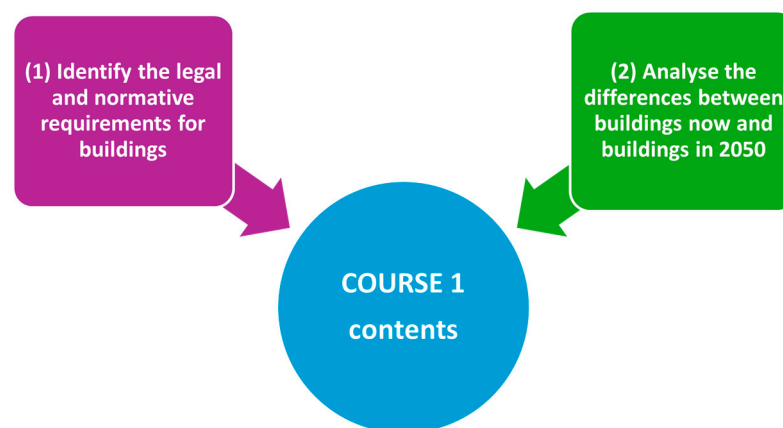 (1) Identify the legal
and normative
requirements for
buildings
(2) Analyse the
differences between
buildings now and
buildings in 2050
COURSE 1
contents